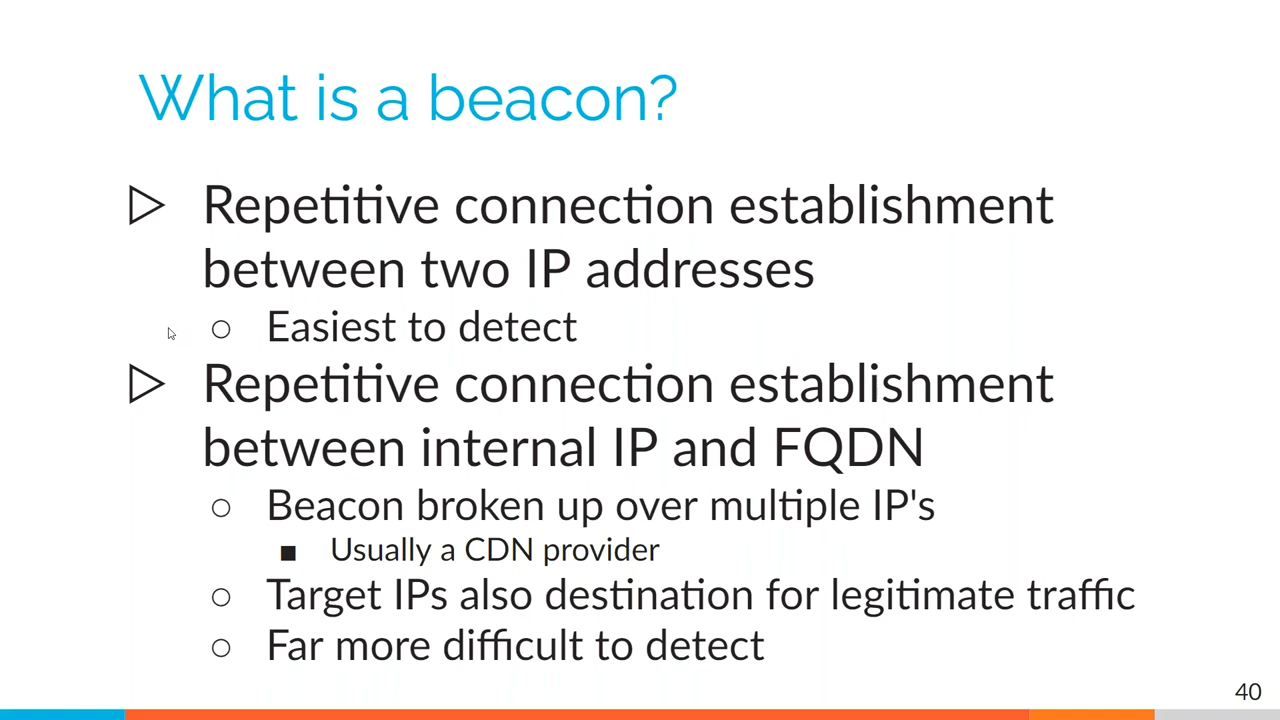 What is a beacon?
Repetitive connection establishment
between two IP addresses
Easiest to detect
Repetitive connection establishment
between internal IP and FQDN
Beacon broken up over multiple IP's
Usually a CDN provider
Target IPs also destination for legitimate traffic
Far more difficult to detect
40